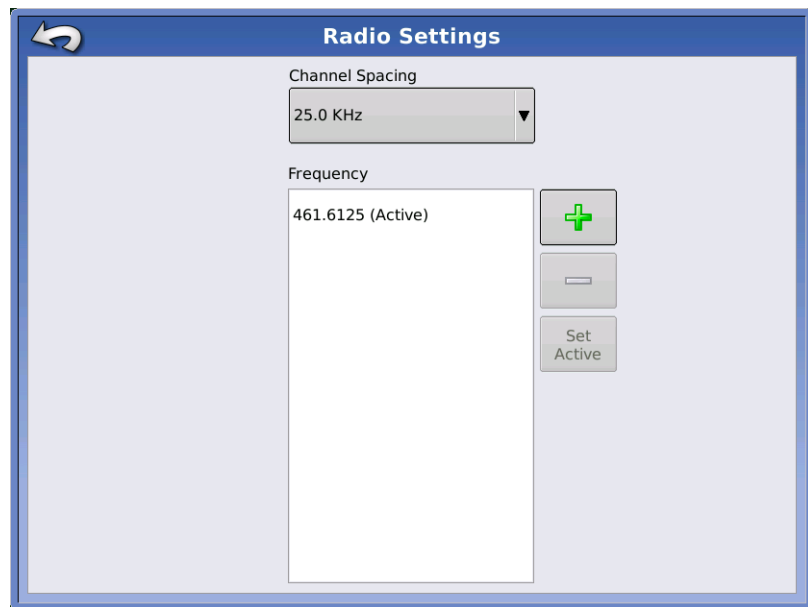 Radio Settings
Channel Spacing
25.0 KHz
Frequency
461.6125 (Active)
Set
Active